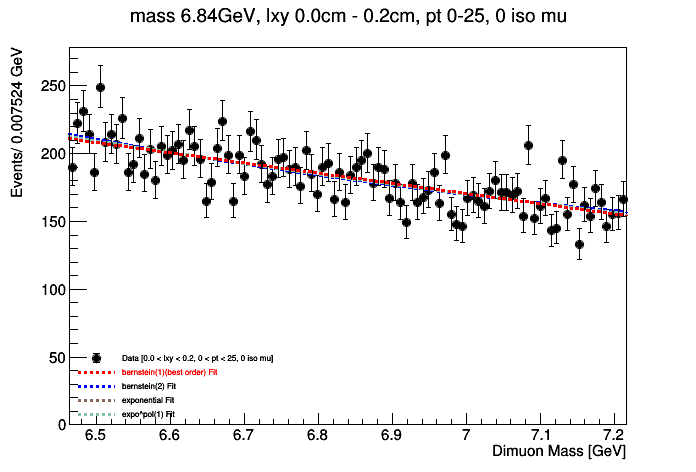 mass 6.84GeV, lxy 0.0cm - 0.2cm, pt 0-25, 0 iso mu
Events/ 0.007524 GeV
250
200
150
100
50
0
Data [0.0 < lxy < 0.2, 0 < pt < 25, 0 iso mu]
bernstein(1)(best order) Fit
bernstein(2) Fit
exponential Fit
expo*pol(1) Fit
6.5 6.6 6.7 6.8 6.9 7 7.1 7.2
Dimuon Mass [GeV]